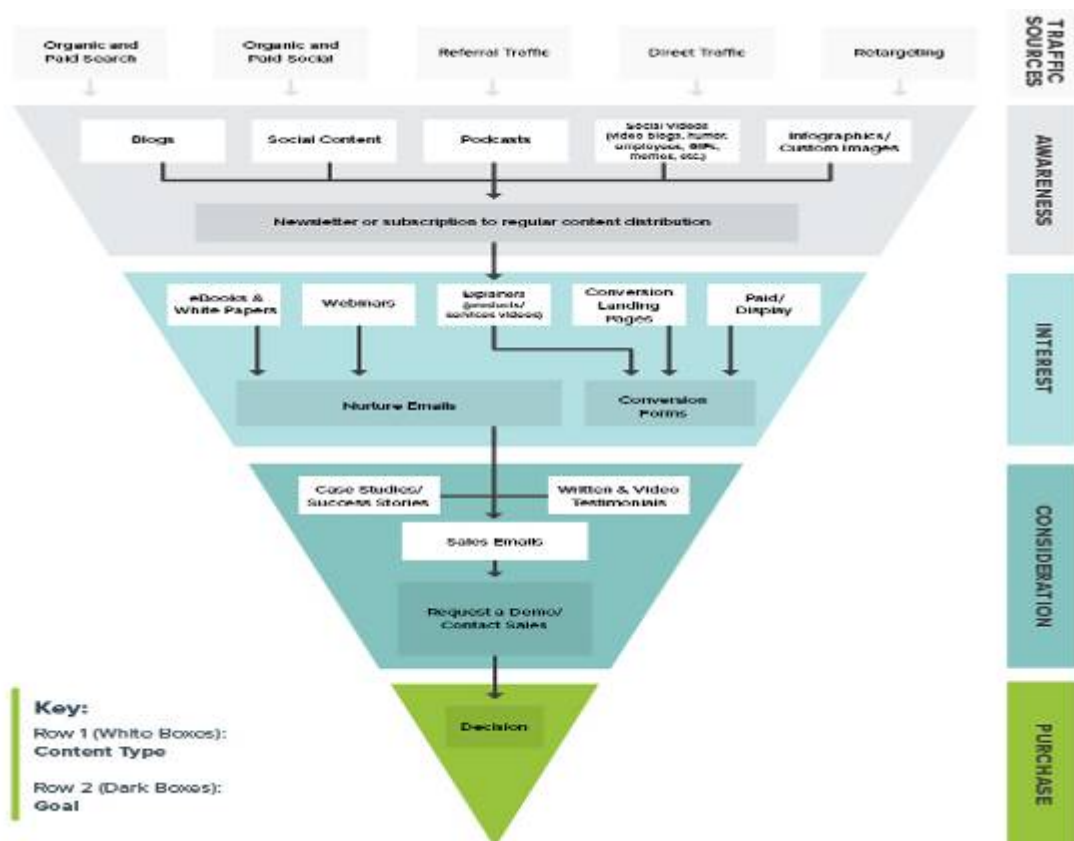 Organic and
Paid Search
Organic and
Paid Social
Referral Traffic
Direct Traffic
Retargeting
TRAFFIC
SOURCES
Blogs
Social Content
Podcasts
Social Videos
(video blogs, humor,
employees, GIFs,
memes, etc.)
Infographics/
Custom Images
AWARENESS
Newsletter or subscription to regular content distribution
eBooks &
White Papers
Webinars
Explainers
(products/
services videos)
Conversion
Landing
Pages
Paid/
Display
INTEREST
Nurture Emails
Conversion
Forms
Case Studies/
Success Stories
Written & Video
Testimonials
Sales Emails
CONSIDERATION
Request a Demo/
Contact Sales
Decision
PURCHASE
Key:
Row 1 (White Boxes):
Content Type
Row 2 (Dark Boxes):
Goal